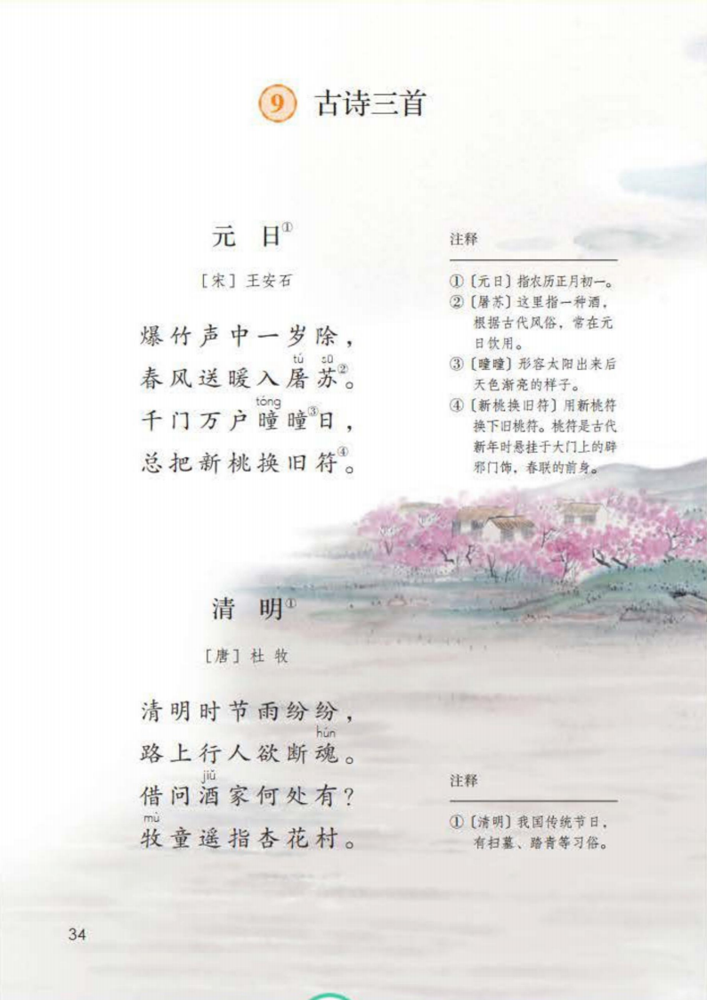 9 古诗三首
元日①
［宋］王安石
爆竹声中一岁除，
tú sū
春风送暖入屠苏②。
tóng
千门万户曈曈③日，
总把新桃换旧符④。
注释
①〔元日〕指农历正月初一。
②〔屠苏〕这里指一种酒，
根据古代风俗，常在元
日饮用。
③〔曈曈〕形容太阳出来后
天色渐亮的样子。
④〔新桃换旧符〕用新桃符
换下旧桃符。桃符是古代
新年时悬挂于大门上的辟
邪门饰，春联的前身。
清明①
［唐］杜牧
清明时节雨纷纷，
hún
路上行人欲断魂。
jiǔ
借问酒家何处有？
mù
牧童遥指杏花村。
注释
①〔清明〕我国传统节日，
有扫墓、踏青等习俗。
34